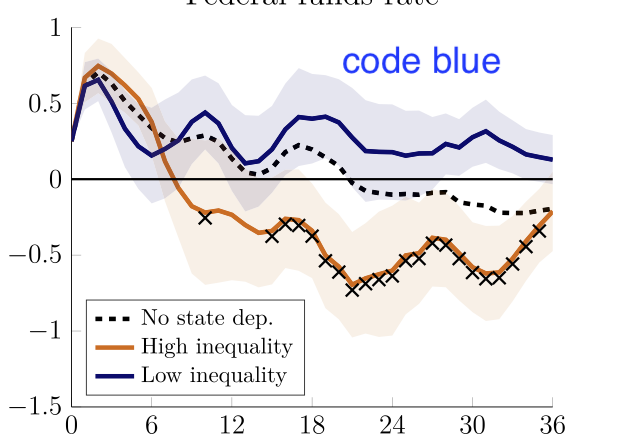 Federal funds rate
1
code blue
0.5
0
−0.5
−1
No state dep.
High inequality
Low inequality
−1.5
0 6 12 18 24 30 36